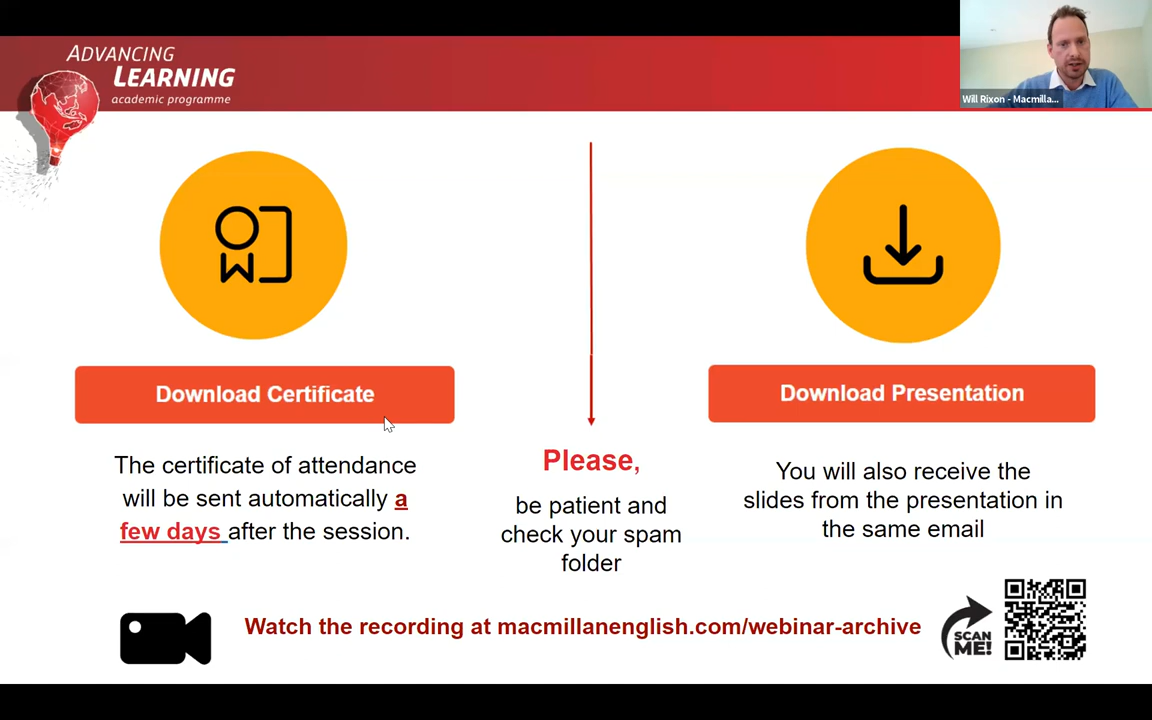 ADVANCING
LEARNING
academic programme
Will Rixon - Macmilla...
Download Certificate
The certificate of attendance
will be sent automatically a
few days after the session.
Please,
be patient and
check your spam
folder
Download Presentation
You will also receive the
slides from the presentation in
the same email
Watch the recording at macmillanenglish.com/webinar-archive
SCAN
ME!